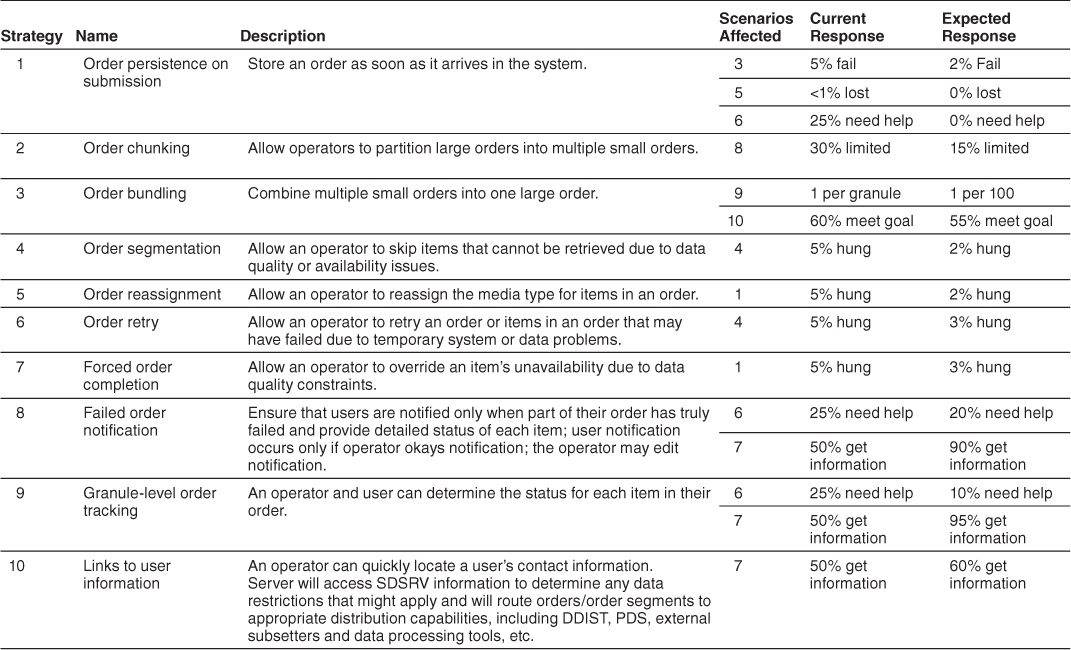 Strategy Name Description Scenarios Affected Current Response Expected Response
1 Order persistence on submission Store an order as soon as it arrives in the system. 3 5% fail 2% Fail
5 <1% lost 0% lost
6 25% need help 0% need help
2 Order chunking Allow operators to partition large orders into multiple small orders. 8 30% limited 15% limited
3 Order bundling Combine multiple small orders into one large order. 9 1 per granule 1 per 100
10 60% meet goal 55% meet goal
4 Order segmentation Allow an operator to skip items that cannot be retrieved due to data 4 5% hung 2% hung
quality or availability issues.
5 Order reassignment Allow an operator to reassign the media type for items in an order. 1 5% hung 2% hung
6 Order retry Allow an operator to retry an order or items in an order that may 4 5% hung 3% hung
have failed due to temporary system or data problems.
7 Forced order Allow an operator to override an item's unavailability due to data 1 5% hung 3% hung
completion quality constraints.
8 Failed order Ensure that users are notified only when part of their order has truly 6 25% need help 20% need help
notification failed and provide detailed status of each item; user notification
occurs only if operator okays notification; the operator may edit 7 50% get 90% get
notification. information information
9 Granule-level order An operator and user can determine the status for each item in their 6 25% need help 10% need help
tracking order.
7 50% get 95% get
information information
10 Links to user An operator can quickly locate a user's contact information. 7 50% get 60% get
information Server will access SDSRV information to determine any data information information
restrictions that might apply and will route orders/order segments to
appropriate distribution capabilities, including DDIST, PDS, external
subsetters and data processing tools, etc.